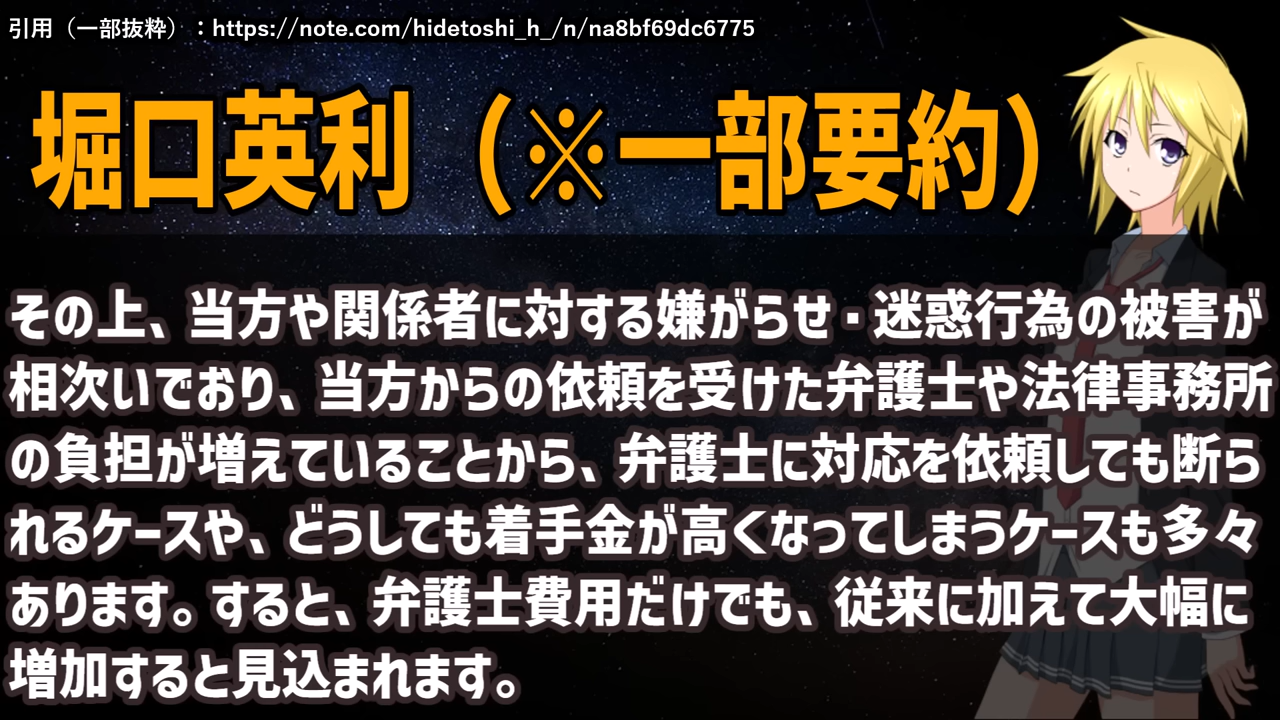 引用（一部抜粋）：https://note.com/hidetoshi_h_/n/na8bf69dc6775
堀口英利（※一部要約）
その上、当方や関係者に対する嫌がらせ・迷惑行為の被害が
相次いでおり、当方からの依頼を受けた弁護士や法律事務所
の負担が増えていることから、弁護士に対応を依頼しても断ら
れるケースや、どうしても着手金が高くなってしまうケースも多々
あります。すると、弁護士費用だけでも、従来に加えて大幅に
増加すると見込まれます。